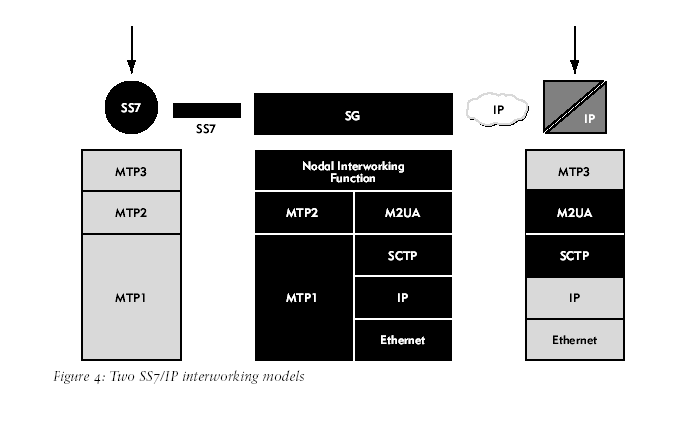 SS7
SS7
SG
IP
IP
MTP3
MTP2
MTP1
Nodal Interworking
Function
MTP2
M2UA
MTP1
SCTP
IP
Ethernet
MTP3
M2UA
SCTP
IP
Ethernet
Figure 4: Two SS7/IP interworking models